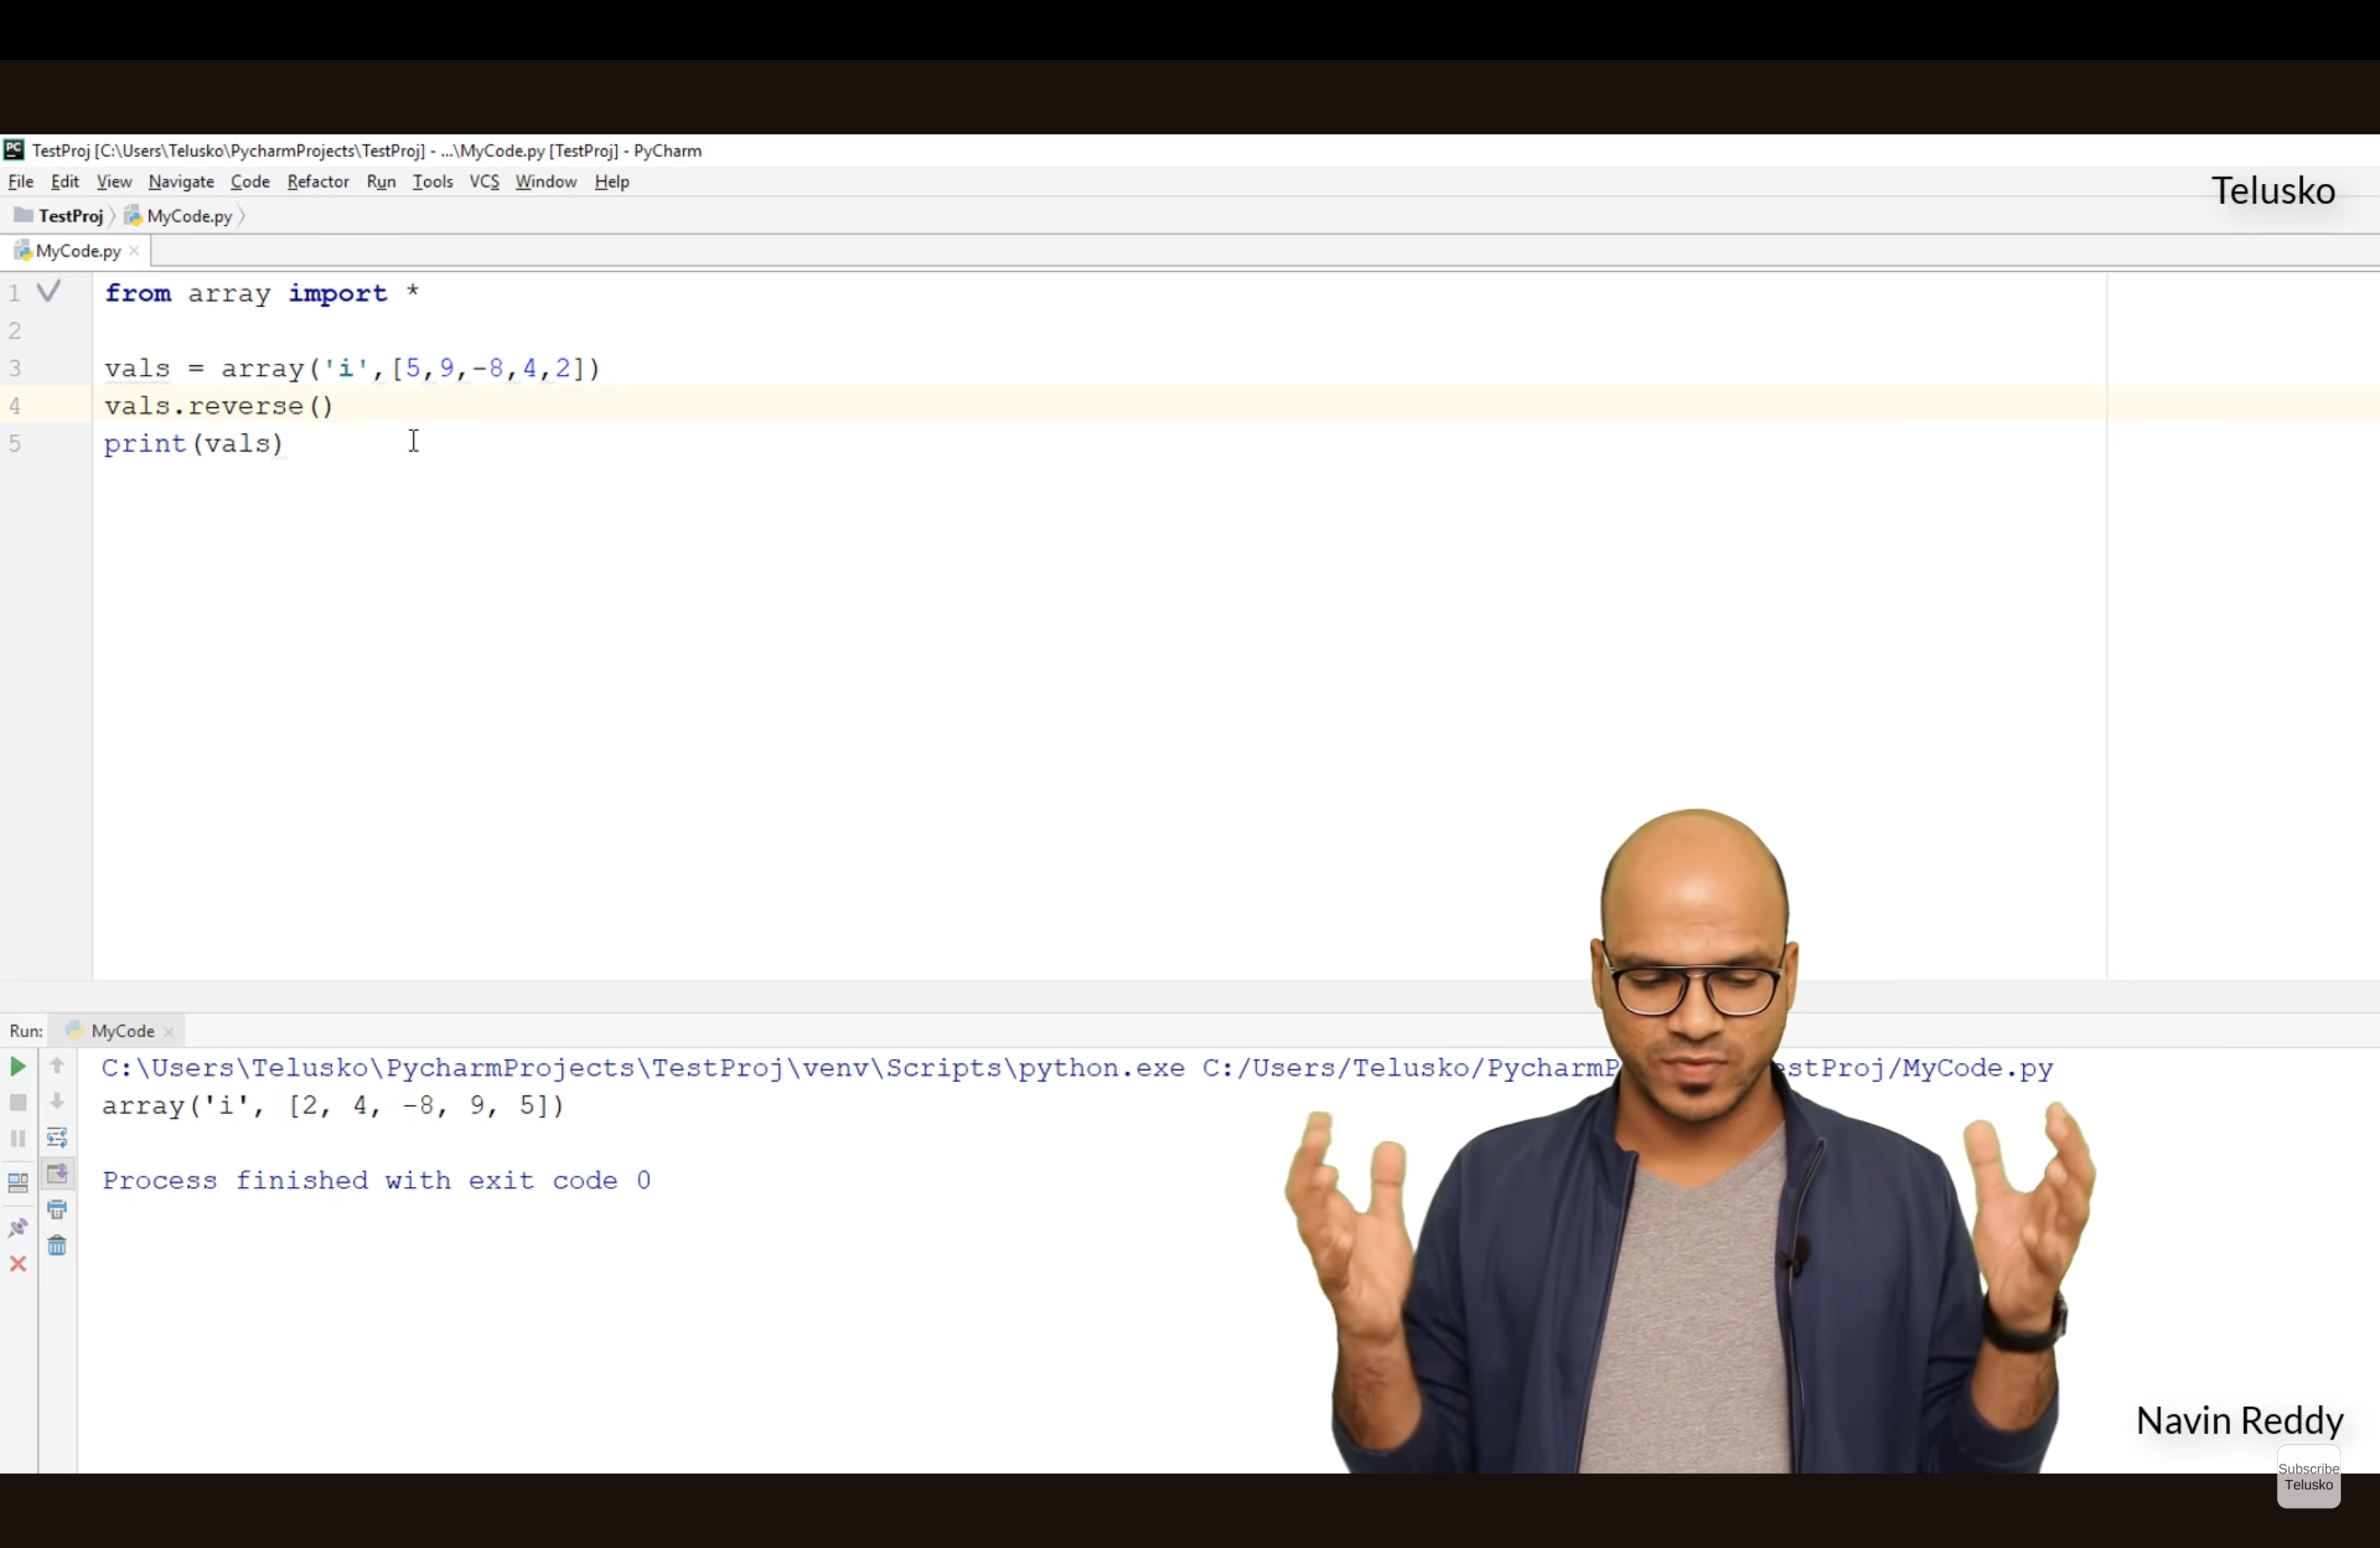 TestProj [C:\Users\Telusko\PycharmProjects\TestProj] - ...\MyCode.py [TestProj] - PyCharm
File Edit View Navigate Code Refactor Run Tools VCS Window Help
Telusko
TestProj MyCode.py
MyCode.py
1 from array import *
2
3 vals = array('i',[5,9,-8,4,2])
4 vals.reverse()
5 print(vals)
Run: MyCode
C:\Users\Telusko\PycharmProjects\TestProj\venv\Scripts\python.exe C:/Users/Telusko/PycharmP estProj/MyCode.py
array('i', [2, 4, -8, 9, 5])
Process finished with exit code 0
Navin Reddy
Subscribe
Telusko